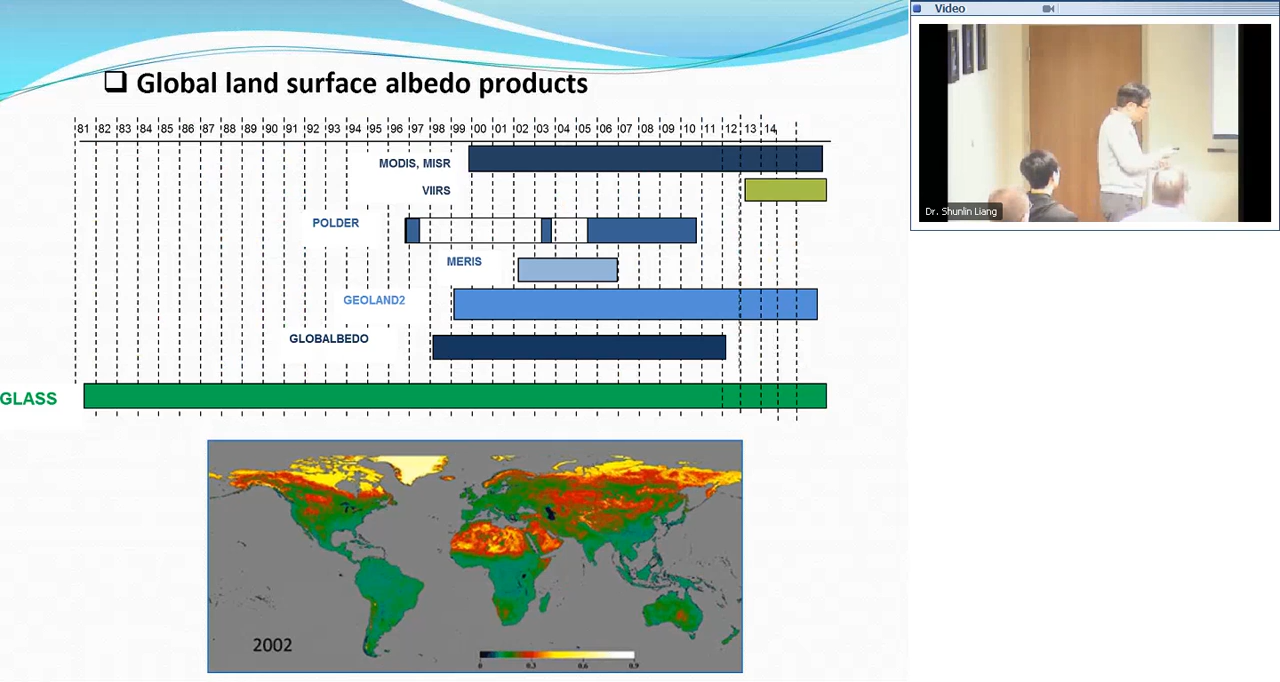 Global land surface albedo products
81 82 83 84 85 86 87 88 89 90 91 92 93 94 95 96 97 98 99 00 01 02 03 04 05 06 07 08 09 10 11 12 13 14
MODIS, MISR
VIIRS
POLDER
MERIS
GEOLAND2
GLOBALBEDO
GLASS
2002
0 0.3 0.6 0.9
Video
Dr. Shunlin Liang